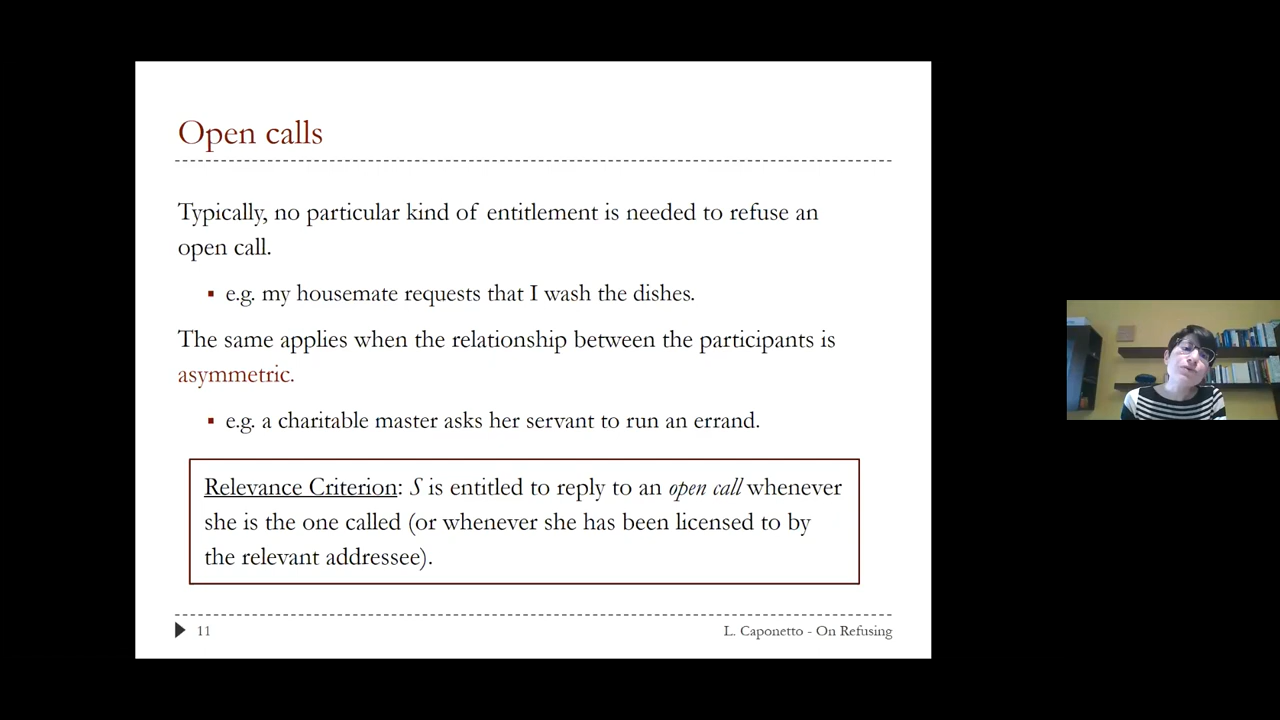 Open calls
Typically, no particular kind of entitlement is needed to refuse an
open call.
▪ e.g. my housemate requests that I wash the dishes.
The same applies when the relationship between the participants is
asymmetric.
▪ e.g. a charitable master asks her servant to run an errand.
Relevance Criterion: S is entitled to reply to an open call whenever
she is the one called (or whenever she has been licensed to by
the relevant addressee).
11
L. Caponetto - On Refusing